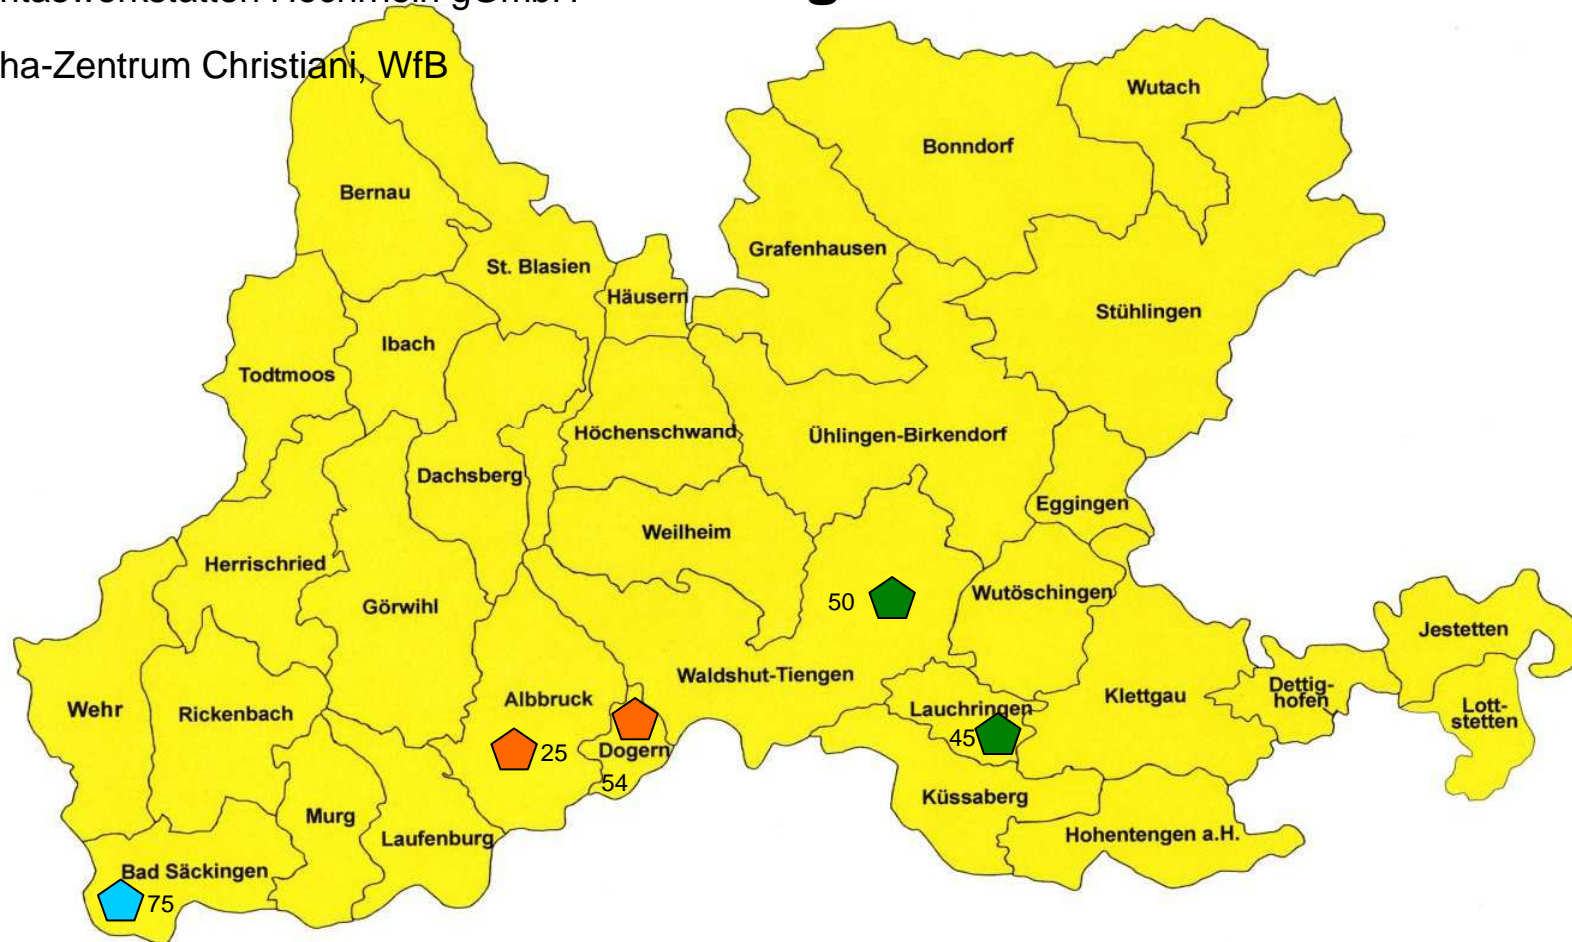 gGmbH
g
ha-Zentrum Christiani, WfB
Wutach
Bonndorf
Bernau
Grafenhausen
St. Blasien
Häusern
Stühlingen
Ibach
Todtmoos
Höchenschwand
Ühlingen-Birkendorf
Dachsberg
Eggingen
Weilheim
Herrischried
Wutöschingen
Görwihl
50
Jestetten
Waldshut-Tiengen
Dettig-
hofen
Klettgau
Albbruck
Wehr
Rickenbach
Lauchringen
Lott-
stetten
45
25
Dogern
54
Küssaberg
Murg
Hohentengen a.H.
Laufenburg
Bad Säckingen
75